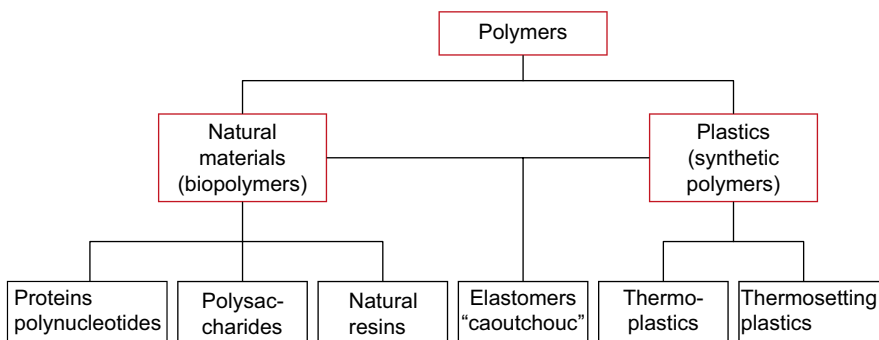 Polymers
Natural
materials
(biopolymers)
Plastics
(synthetic
polymers)
Proteins
polynucleotides
Polysac-
charides
Natural
resins
Elastomers
“caoutchouc”
Thermo-
plastics
Thermosetting
plastics